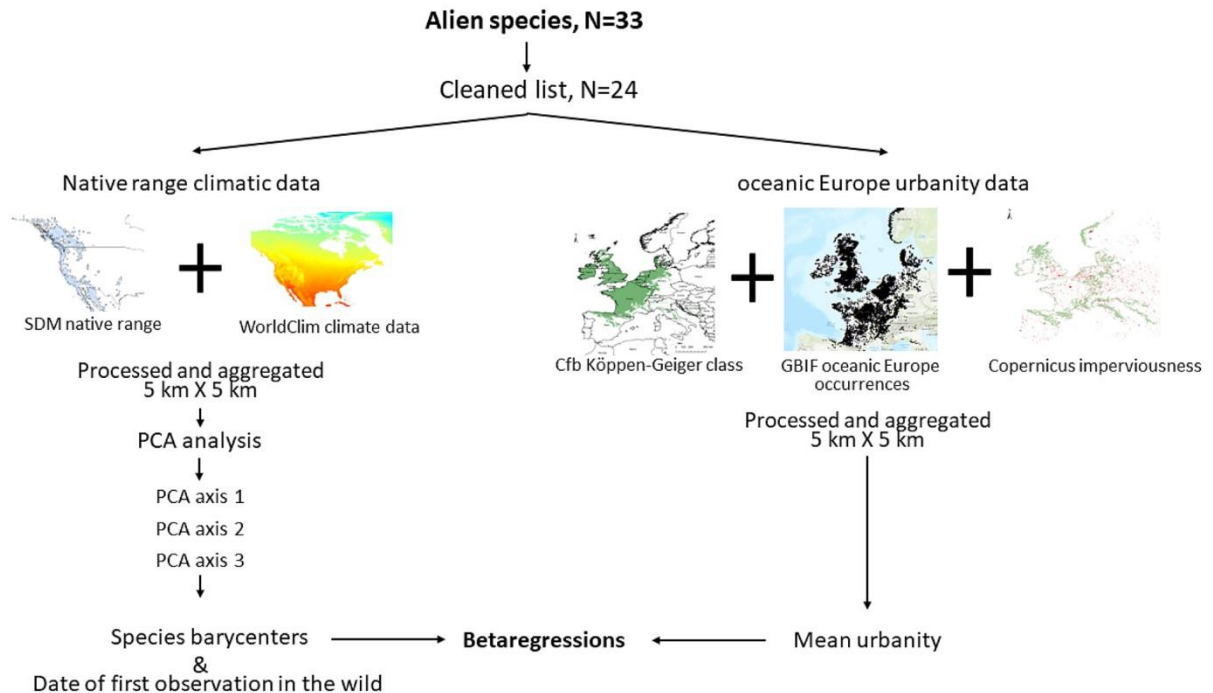 Alien species, N=33
Cleaned list, N=24
Native range climatic data
oceanic Europe urbanity data
SDM native range
WorldClim climate data
Cfb Köppen-Geiger class
GBIF oceanic Europe
occurrences
Copernicus imperviousness
Processed and aggregated
5 km X 5 km
PCA analysis
PCA axis 1
PCA axis 2
PCA axis 3
Processed and aggregated
5 km X 5 km
Species barycenters
&
Date of first observation in the wild
Betaregressions
Mean urbanity